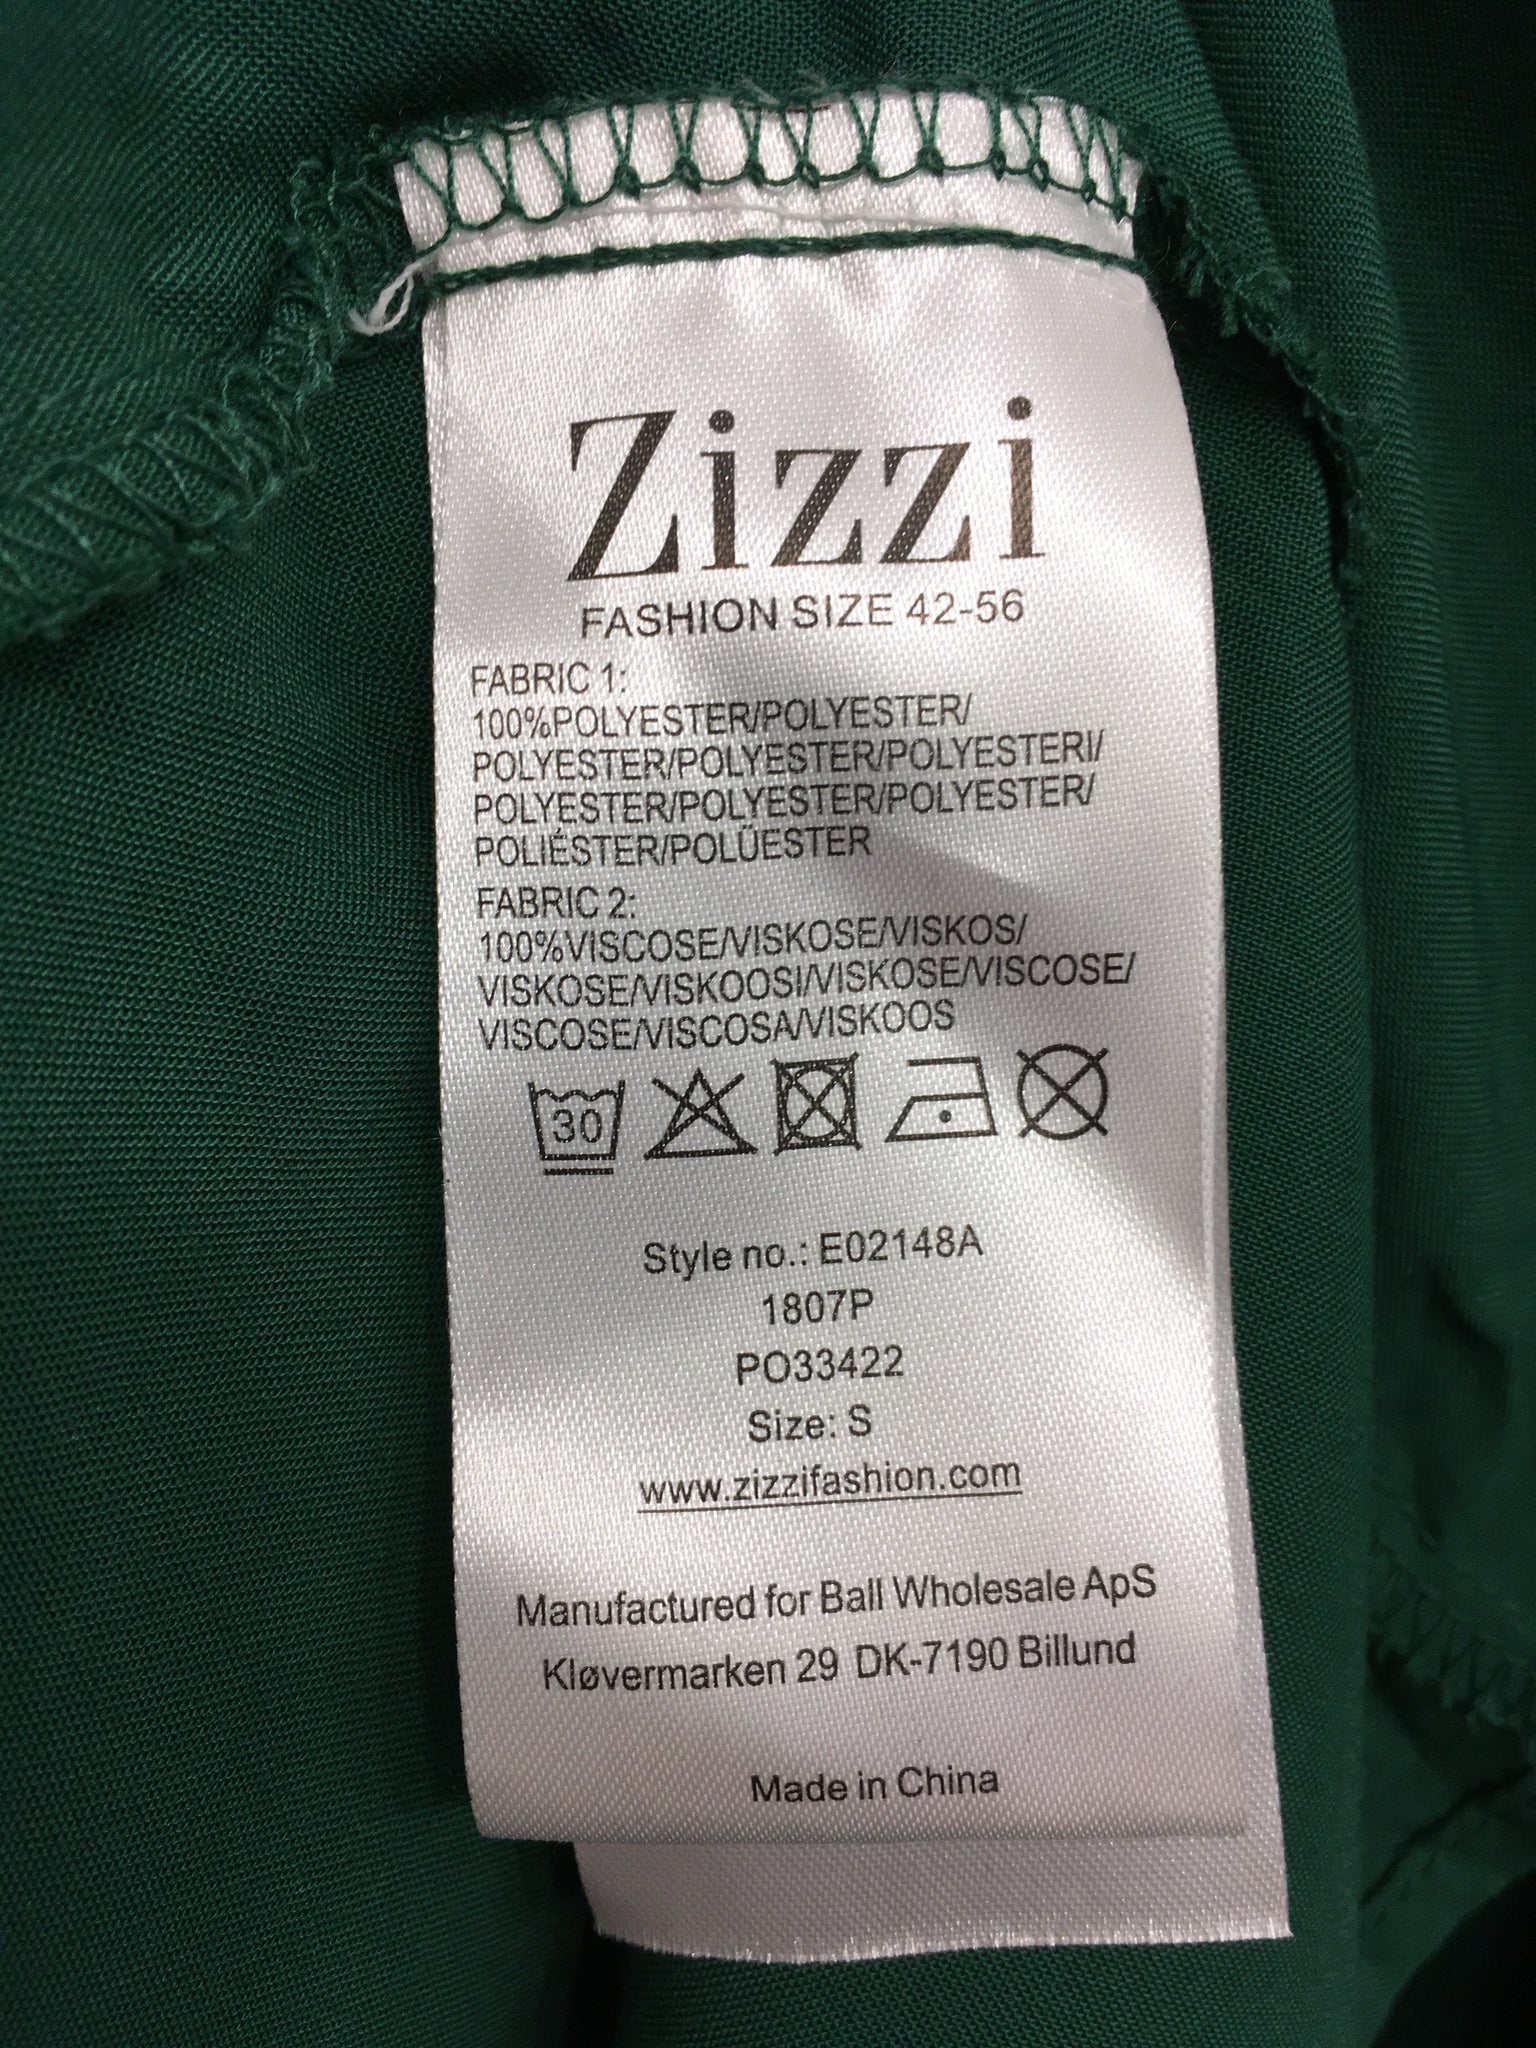 Zizzi
FASHION SIZE 42-56
FABRIC 1:
100%POLYESTER/POLYESTER/
POLYESTER/POLYESTER/POLYESTERI/
POLYESTER/POLYESTER/POLYESTER/
POLIÉSTER/POLÜESTER
FABRIC 2:
100%VISCOSE/VISKOSE/VISKOS/
VISKOSE/VISKOOSI/VISKOSE/VISCOSE/
VISCOSE/VISCOSA/VISKOOS
30
Style no.: E02148A
1807P
PO33422
Size: S
www.zizzifashion.com
Manufactured for Ball Wholesale ApS
Kløvermarken 29 DK-7190 Billund
Made in China